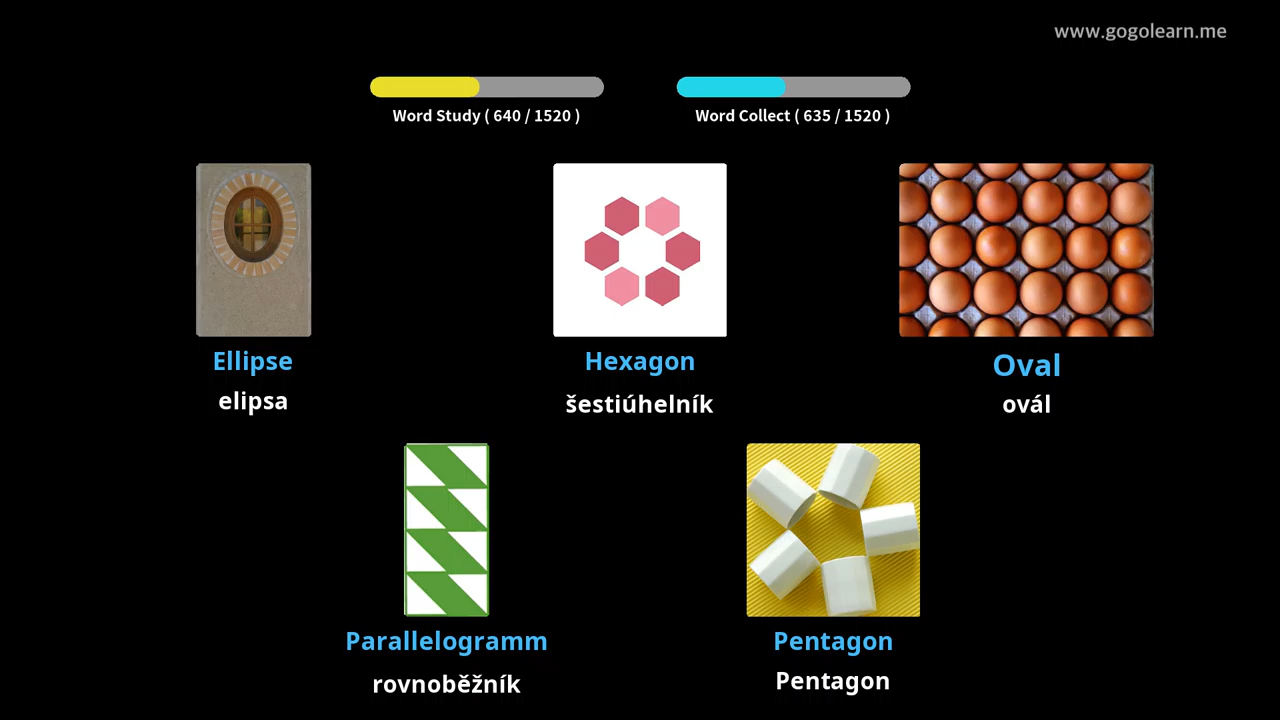 www.gogolearn.me
Word Study ( 640 / 1520 )
Word Collect ( 635 / 1520 )
Ellipse
elipsa
Hexagon
šestiúhelník
Oval
ovál
Parallelogramm
rovnoběžník
Pentagon
Pentagon